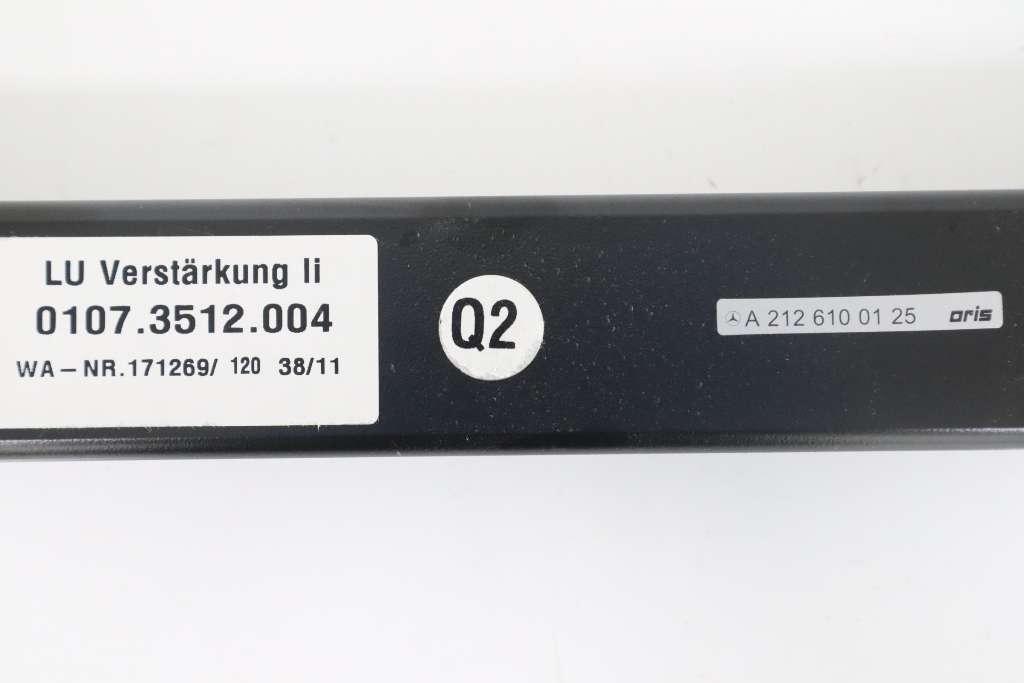 LU Verstärkung li
0107.3512.004
WA-NR.171269/ 120 38/11
Q2
A 212 610 01 25 oris